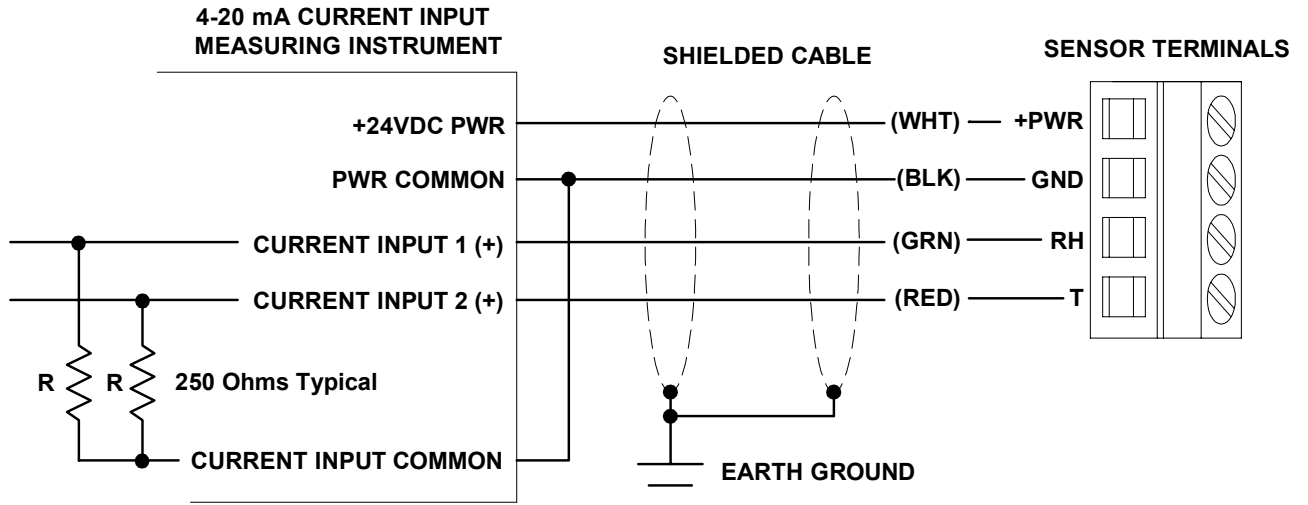 4-20 mA CURRENT INPUT
MEASURING INSTRUMENT
SHIELDED CABLE
SENSOR TERMINALS
+24VDC PWR
(WHT)
+PWR
PWR COMMON
(BLK)
GND
CURRENT INPUT 1 (+)
(GRN)
RH
CURRENT INPUT 2 (+)
(RED)
T
R
R
250 Ohms Typical
CURRENT INPUT COMMON
EARTH GROUND